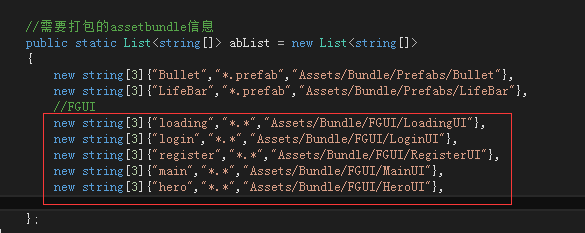 //需要打包的assetbundle信息
public static List<string[]> abList = new List<string[]>
{
new string[3]{"Bullet","*.prefab","Assets/Bundle/Prefabs/Bullet"},
new string[3]{"LifeBar","*.prefab","Assets/Bundle/Prefabs/LifeBar"},
//FGUI
new string[3]{"loading","*.*","Assets/Bundle/FGUI/LoadingUI"},
new string[3]{"login","*.*","Assets/Bundle/FGUI/LoginUI"},
new string[3]{"register","*.*","Assets/Bundle/FGUI/RegisterUI"},
new string[3]{"main","*.*","Assets/Bundle/FGUI/MainUI"},
new string[3]{"hero","*.*","Assets/Bundle/FGUI/HeroUI"},
};